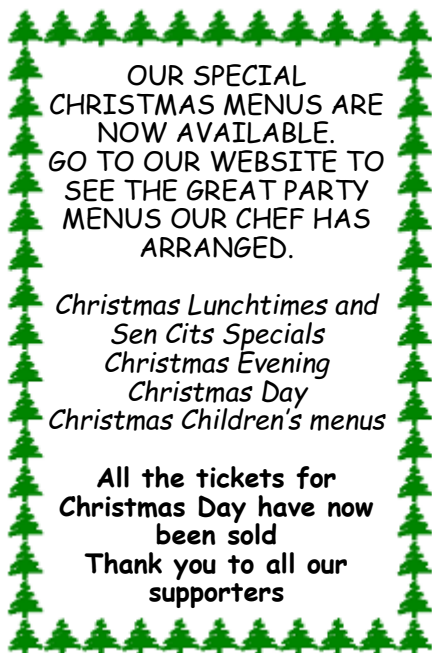 OUR SPECIAL
CHRISTMAS MENUS ARE
NOW AVAILABLE.
GO TO OUR WEBSITE TO
SEE THE GREAT PARTY
MENUS OUR CHEF HAS
ARRANGED.
Christmas Lunchtimes and
Sen Cits Specials
Christmas Evening
Christmas Day
Christmas Children's menus
All the tickets for
Christmas Day have now
been sold
Thank you to all our
supporters